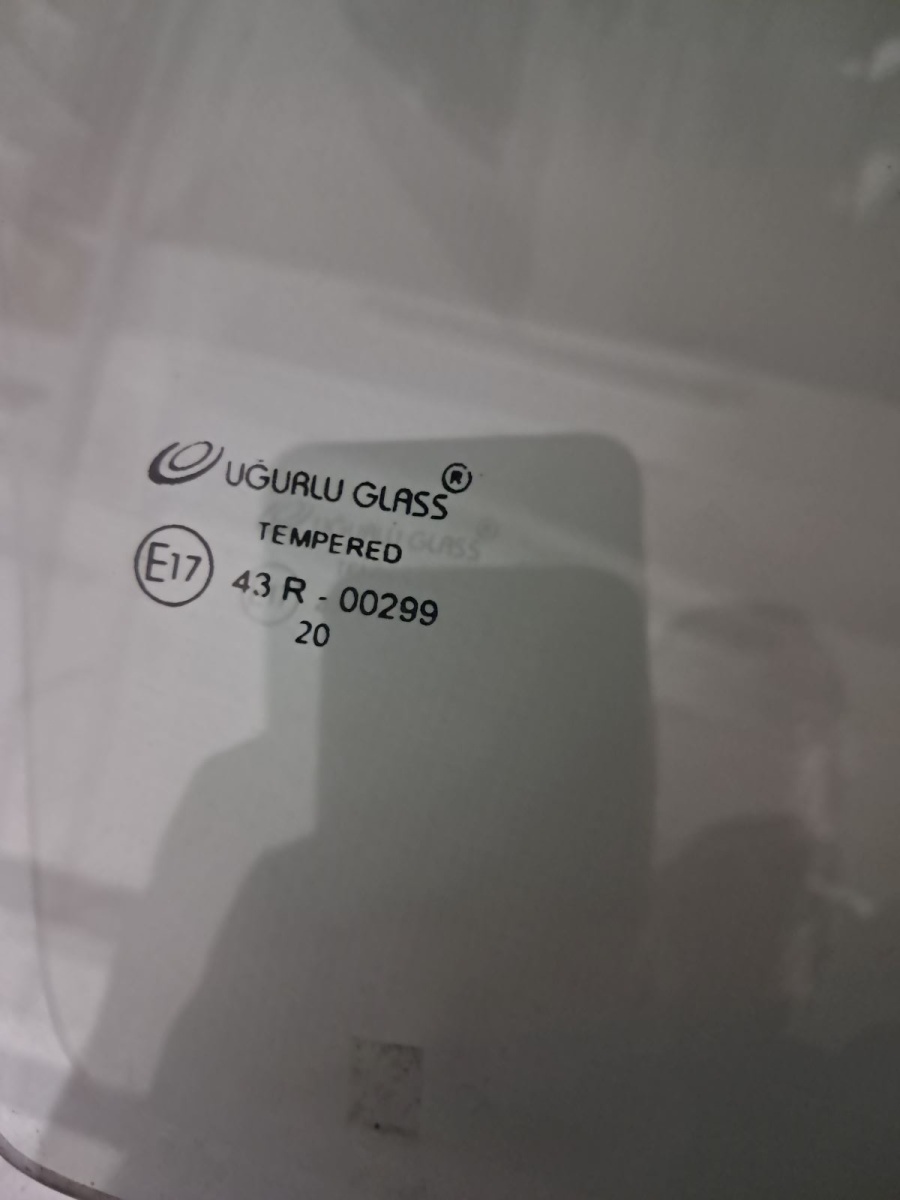 UĞURLU GLASS®
TEMPERED
E17 43 R - 00299
20